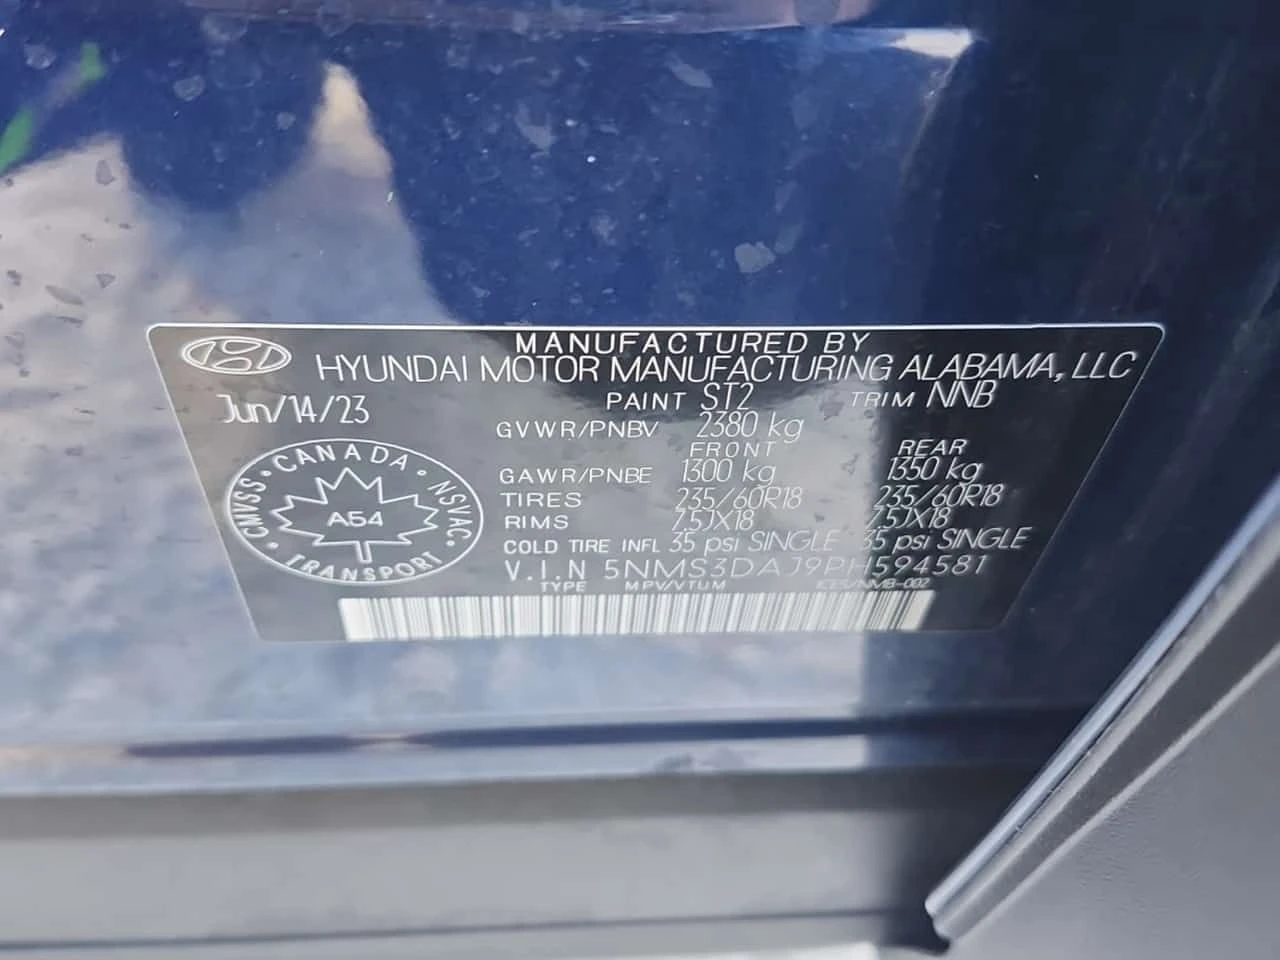 MANUFACTURED BY
HYUNDAI MOTOR MANUFACTURING ALABAMA, LLC
Jun/14/23
PAINT ST2 TRIM NNB
GVWR/PNBV 2380 kg
FRONT REAR
GAWR/PNBE 1300 kg 1350 kg
TIRES 235/60R18 235/60R18
RIMS 7.5JX18 7.5JX18
COLD TIRE INFL 35 psi SINGLE 35 psi SINGLE
V.I.N 5NMS3DAJ9PH594581
TYPE MPV/VTUM
CANADA
CMVSS
NSVAC
A54
TRANSPORT